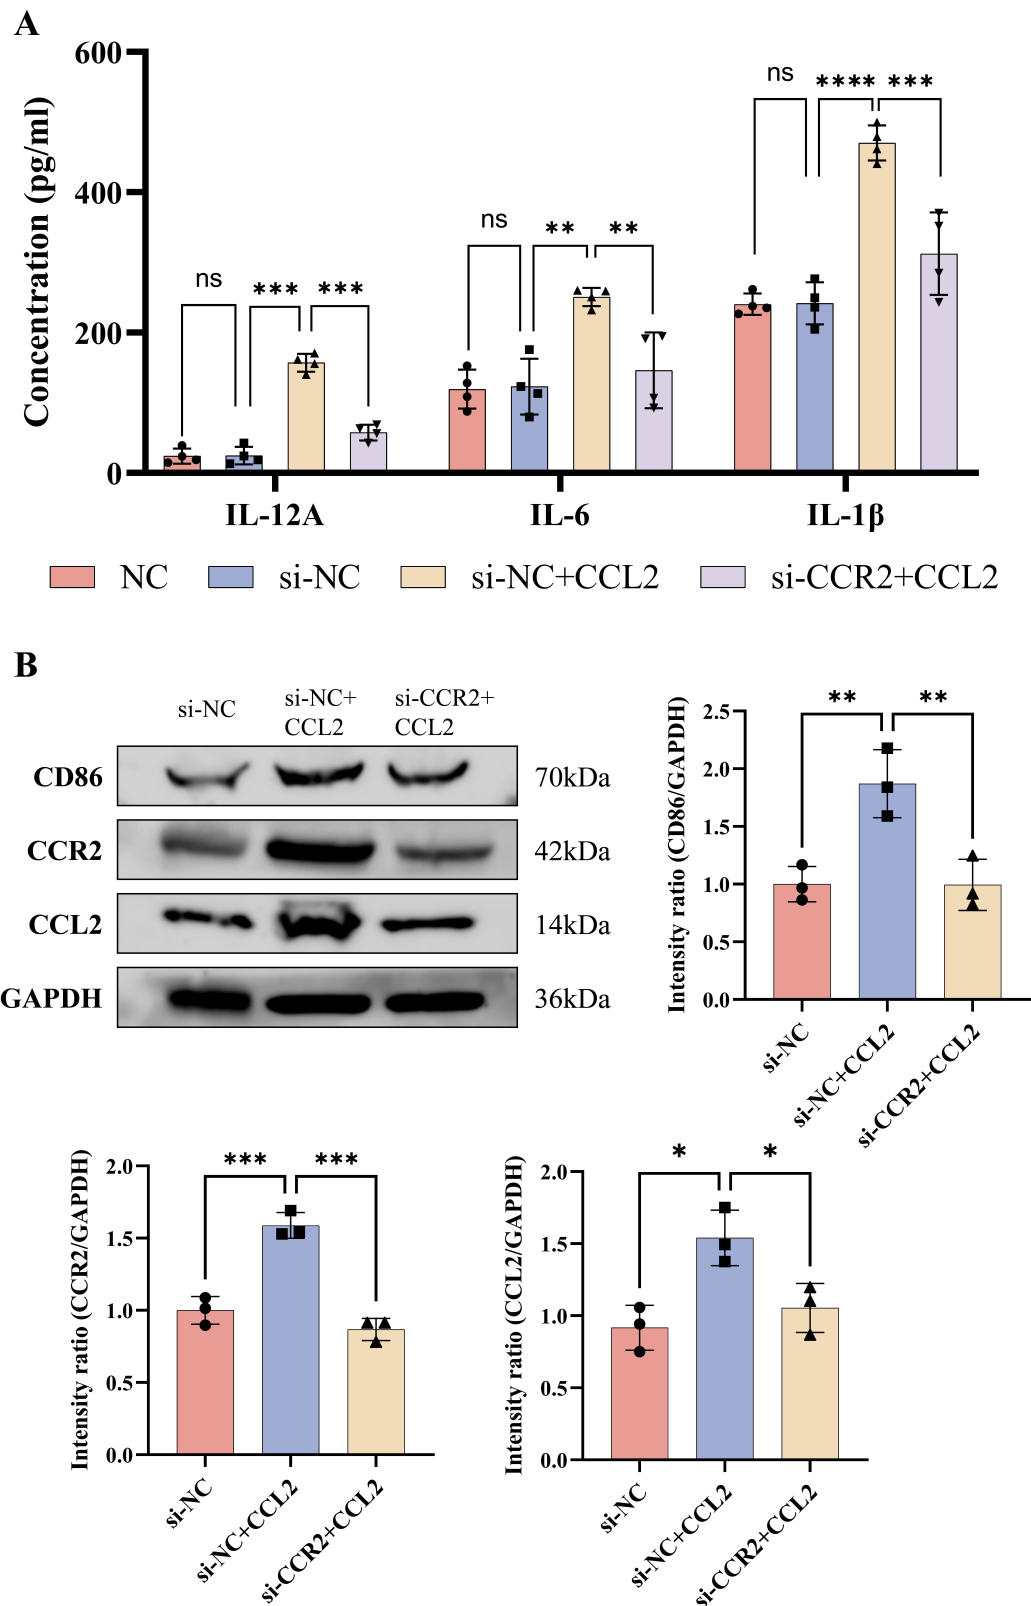 A
Concentration (pg/ml)
600
400
200
0
ns
***
***
ns
**
**
ns
****
***
IL-12A
IL-6
IL-1β
NC
si-NC
si-NC+CCL2
si-CCR2+CCL2
B
si-NC
si-NC+
CCL2
si-CCR2+
CCL2
CD86
70kDa
CCR2
42kDa
CCL2
14kDa
GAPDH
36kDa
Intensity ratio (CD86/GAPDH)
2.5
2.0
1.5
1.0
0.5
0.0
**
**
si-NC
si-NC+CCL2
si-CCR2+CCL2
Intensity ratio (CCR2/GAPDH)
2.0
1.5
1.0
0.5
0.0
***
***
si-NC
si-NC+CCL2
si-CCR2+CCL2
Intensity ratio (CCL2/GAPDH)
2.0
1.5
1.0
0.5
0.0
*
*
si-NC
si-NC+CCL2
si-CCR2+CCL2